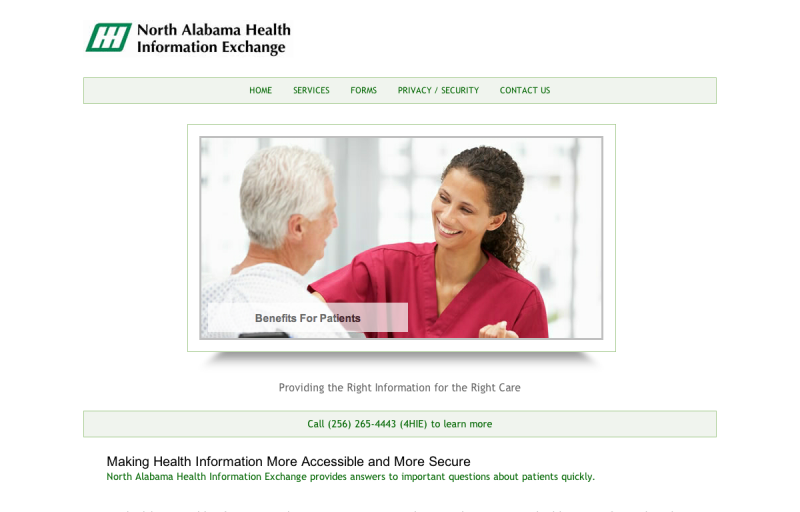 North Alabama Health
Information Exchange
HOME SERVICES FORMS PRIVACY / SECURITY CONTACT US
Benefits For Patients
Providing the Right Information for the Right Care
Call (256) 265-4443 (4HIE) to learn more
Making Health Information More Accessible and More Secure
North Alabama Health Information Exchange provides answers to important questions about patients quickly.